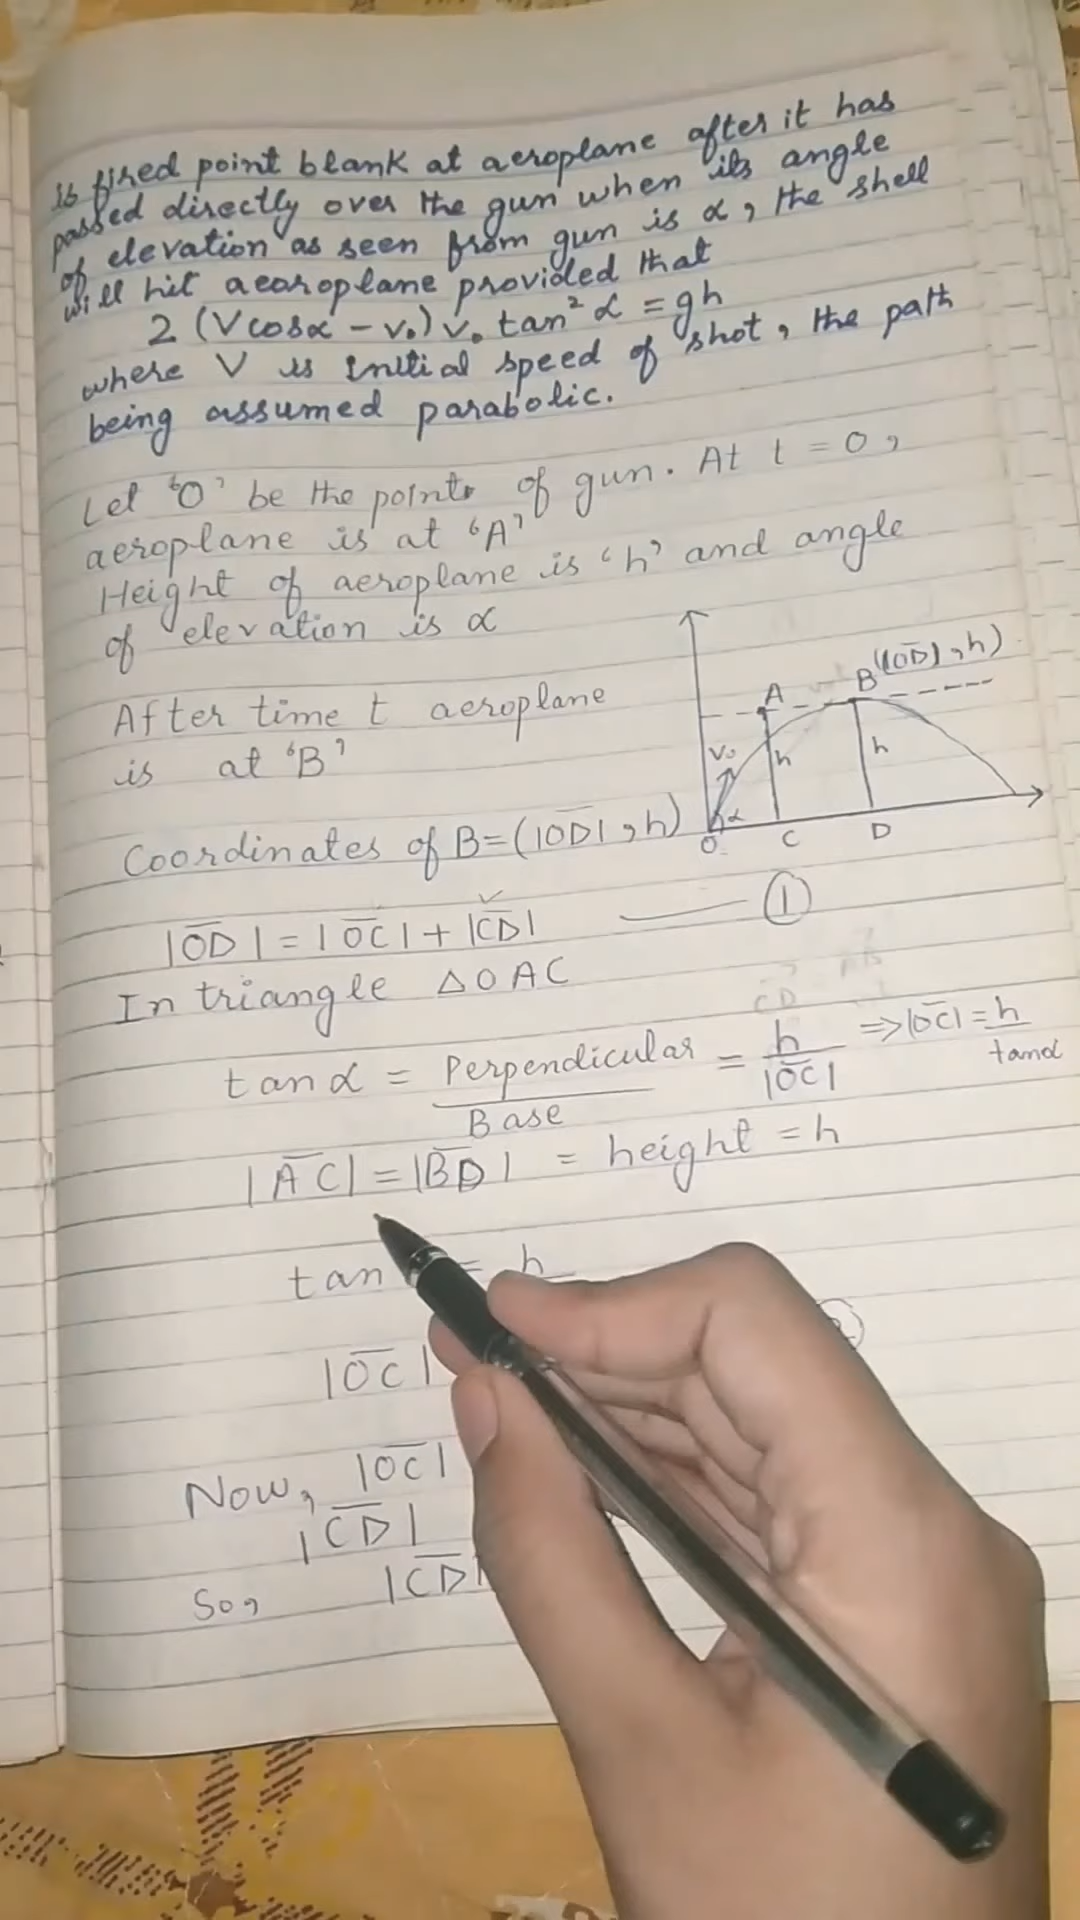 is fired point blank at aeroplane after it has
passed directly over the gun when its angle
of elevation as seen from gun is α, the shell
will hit aearoplane provided that
2 (Vcosα - v₀) v₀ tan²α = gh
where V is initial speed of shot, the path
being assumed parabolic.
Let 'O' be the point of gun. At t = 0,
aeroplane is at 'A'
Height of aeroplane is 'h' and angle
of elevation is α
After time t aeroplane
is at 'B'
A B(|OD|, h)
V₀ h h
α
O C D
Coordinates of B = (|OD|, h)
|OD| = |OC| + |CD| ①
In triangle △OAC
tan α = Perpendicular / Base = h / |OC| ⇒ |OC| = h / tanα
|AC| = |BD| = height = h
tan = h
|OC|
Now, |OC|
|CD|
So, |CD|